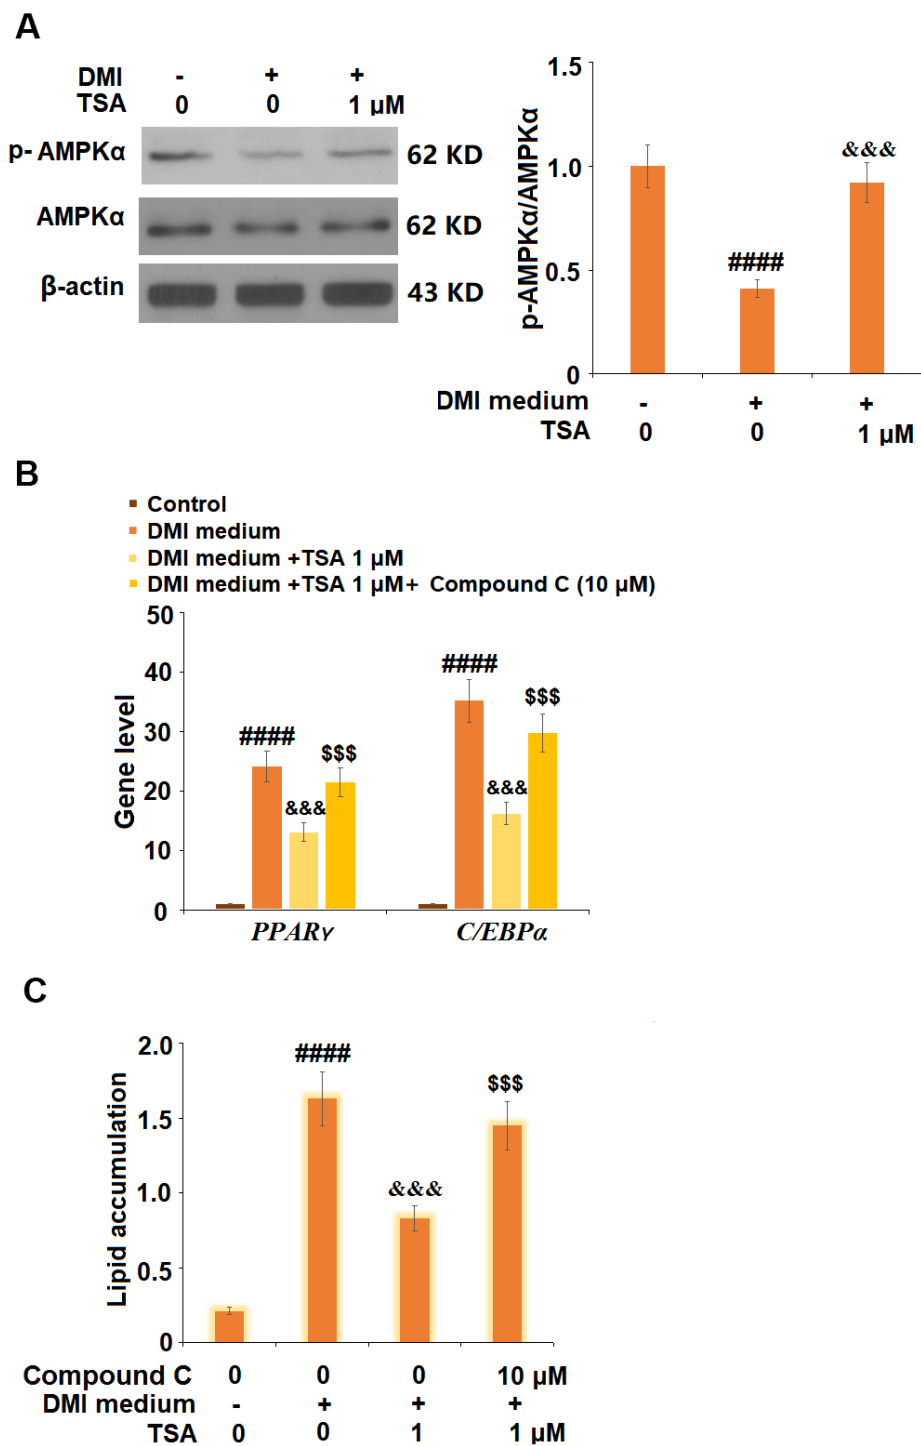 A
DMI - + +
TSA 0 0 1 μM
p- AMPKα 62 KD
AMPKα 62 KD
β-actin 43 KD
p-AMPKα/AMPKα
1.5
1.0
0.5
0
####
&&&
DMI medium - + +
TSA 0 0 1 μM
B
Control
DMI medium
DMI medium +TSA 1 μM
DMI medium +TSA 1 μM+ Compound C (10 μM)
Gene level
50
40
30
20
10
0
####
&&&
$$$
####
&&&
$$$
PPARγ C/EBPα
C
Lipid accumulation
2.0
1.5
1.0
0.5
0
####
&&&
$$$
Compound C 0 0 0 10 μM
DMI medium - + + +
TSA 0 0 1 1 μM